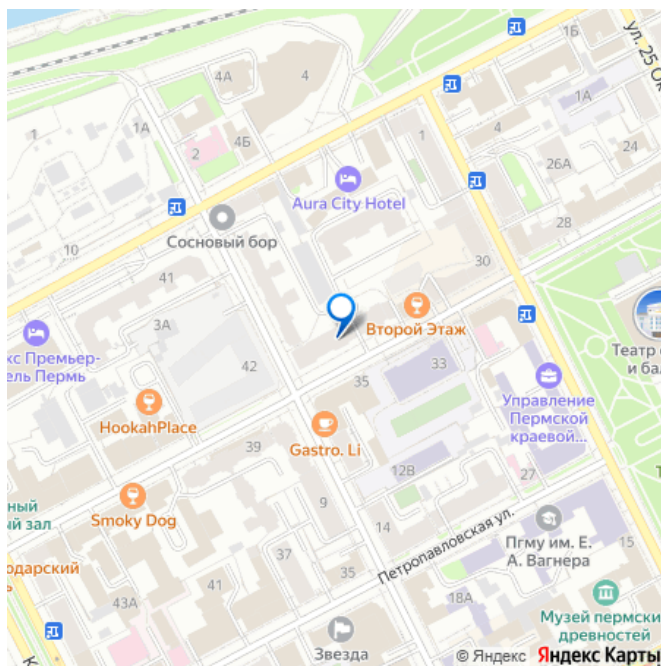 1Б
ул. 25 Ок
4А
4
1А
1
1А
4Б
2
1
4
24
26А
Aura City Hotel
Сосновый бор
28
10
41
30
3А
Второй Этаж
Театр
и бал
кс Премьер-
ель Пермь
42
35
33
Управление
Пермской
краевой...
HookahPlace
Gastro. Li
39
12В
27
ный
ый зал
Smoky Dog
9
14
Петропавловская ул.
Пгму им. Е.
А. Вагнера
15
одарский
37
35
41
43А
18А
Музей пермски
древностей
К
Звезда
© Яндекс Яндекс Карты